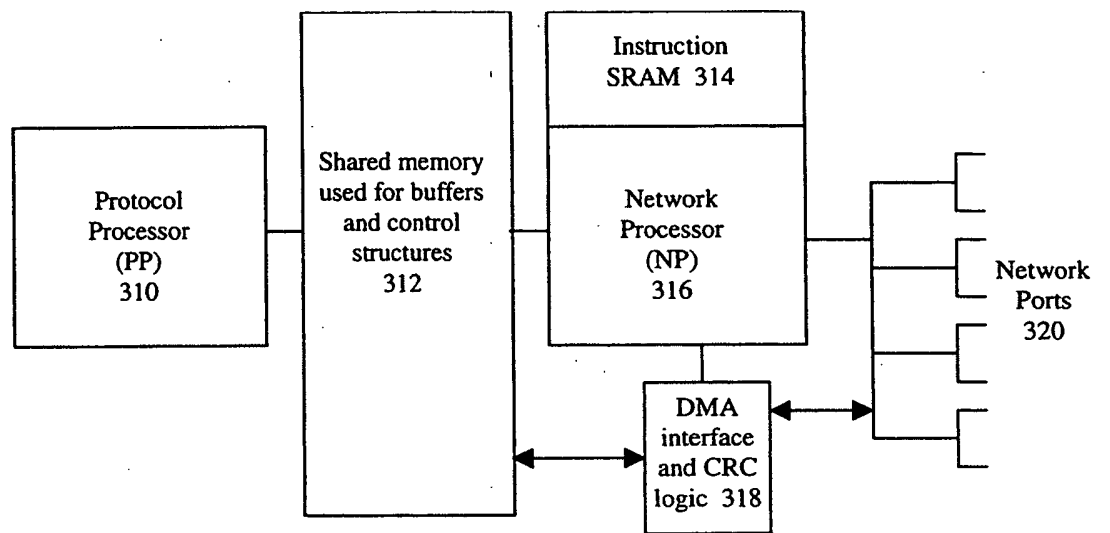 Protocol
Processor
(PP)
310
Shared memory
used for buffers
and control
structures
312
Instruction
SRAM 314
Network
Processor
(NP)
316
DMA
interface
and CRC
logic 318
Network
Ports
320